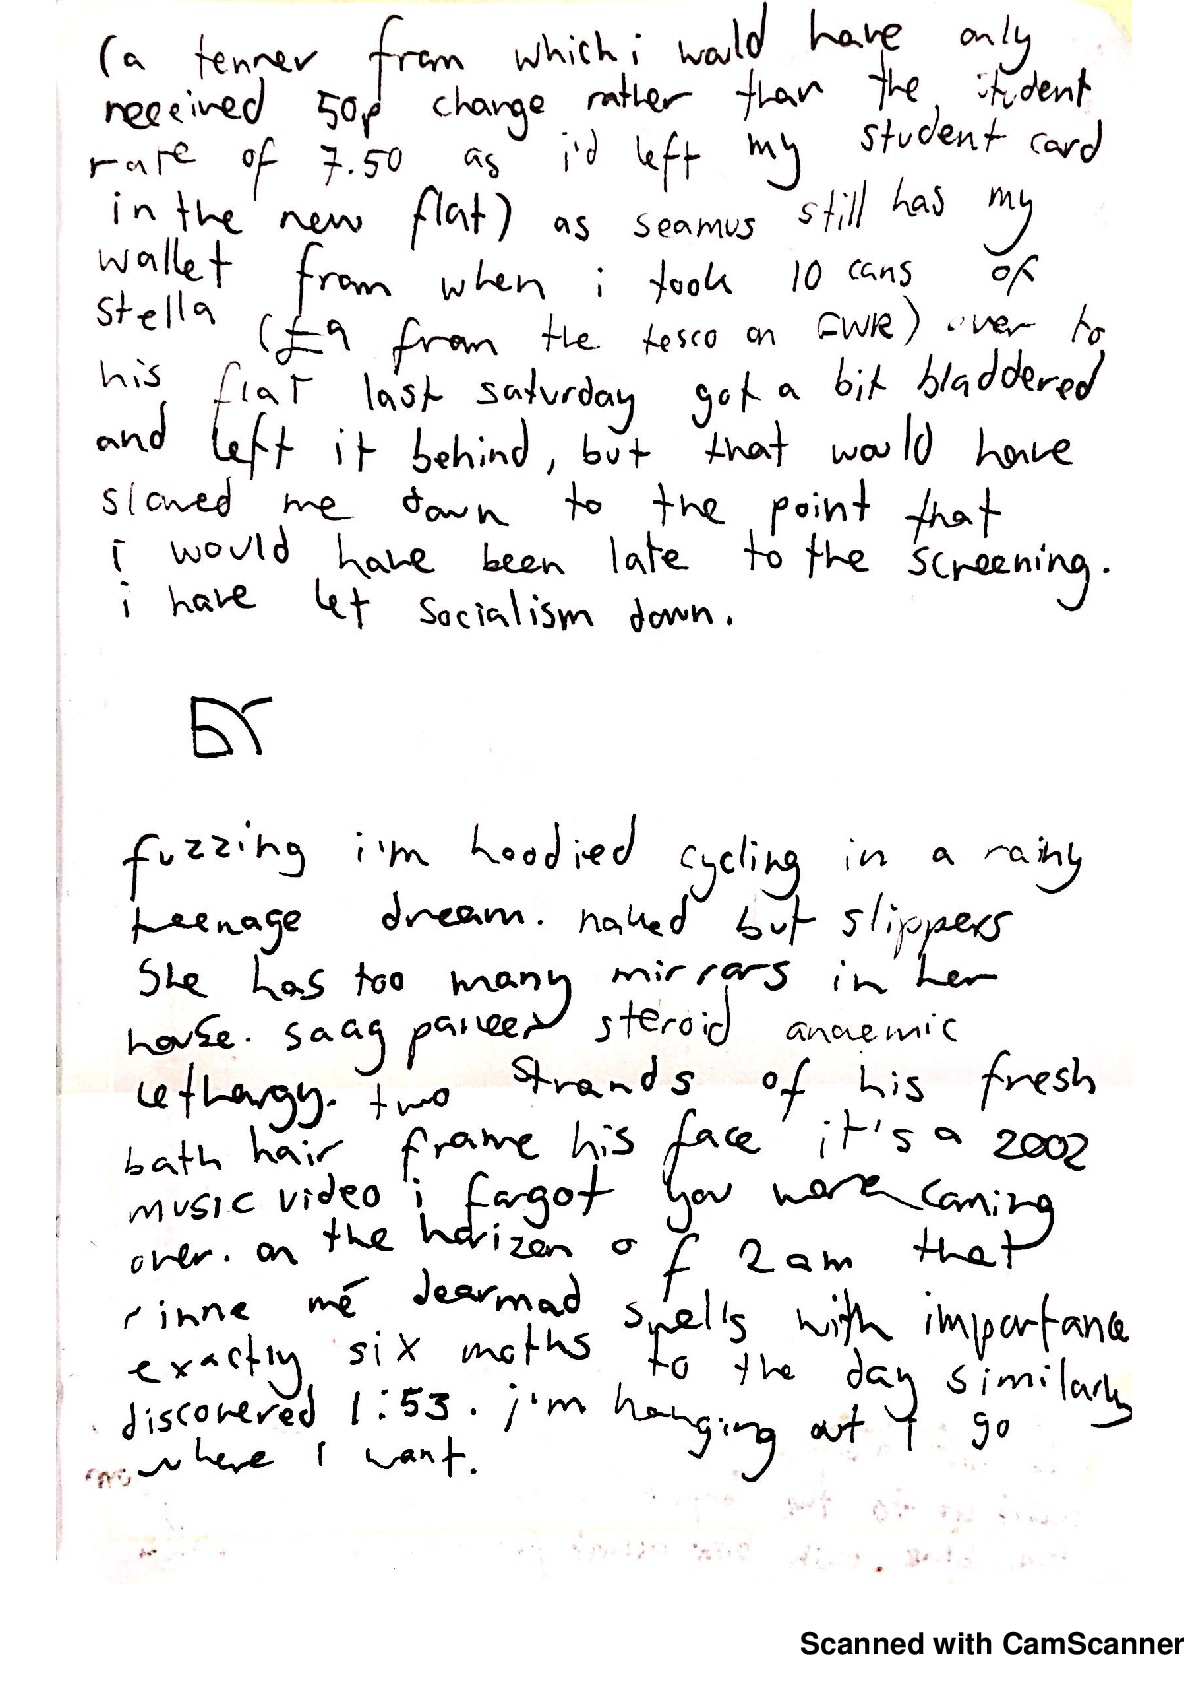 (a tenner from which i would have only
received 50p change rather than the student
rate of 7.50 as i'd left my student card
in the new flat) as seamus still has my
wallet from when i took 10 cans of
stella (£9 from the tesco on GWR) over to
his flat last saturday got a bit bladdered
and left it behind, but that would have
slowed me down to the point that
i would have been late to the screening.
i have let socialism down.
fuzzing i'm hoodied cycling in a rainy
teenage dream. naked but slippers
She has too many mirrors in her
house. saag paneer steroid anaemic
lethargy. two strands of his fresh
bath hair frame his face it's a 2002
music video i forgot you were coming
over. on the horizon of 2am that
rinne mé dearmad spells with importance
exactly six moths to the day similarly
discovered 1:53. i'm hanging out i go
where i want.
Scanned with CamScanner